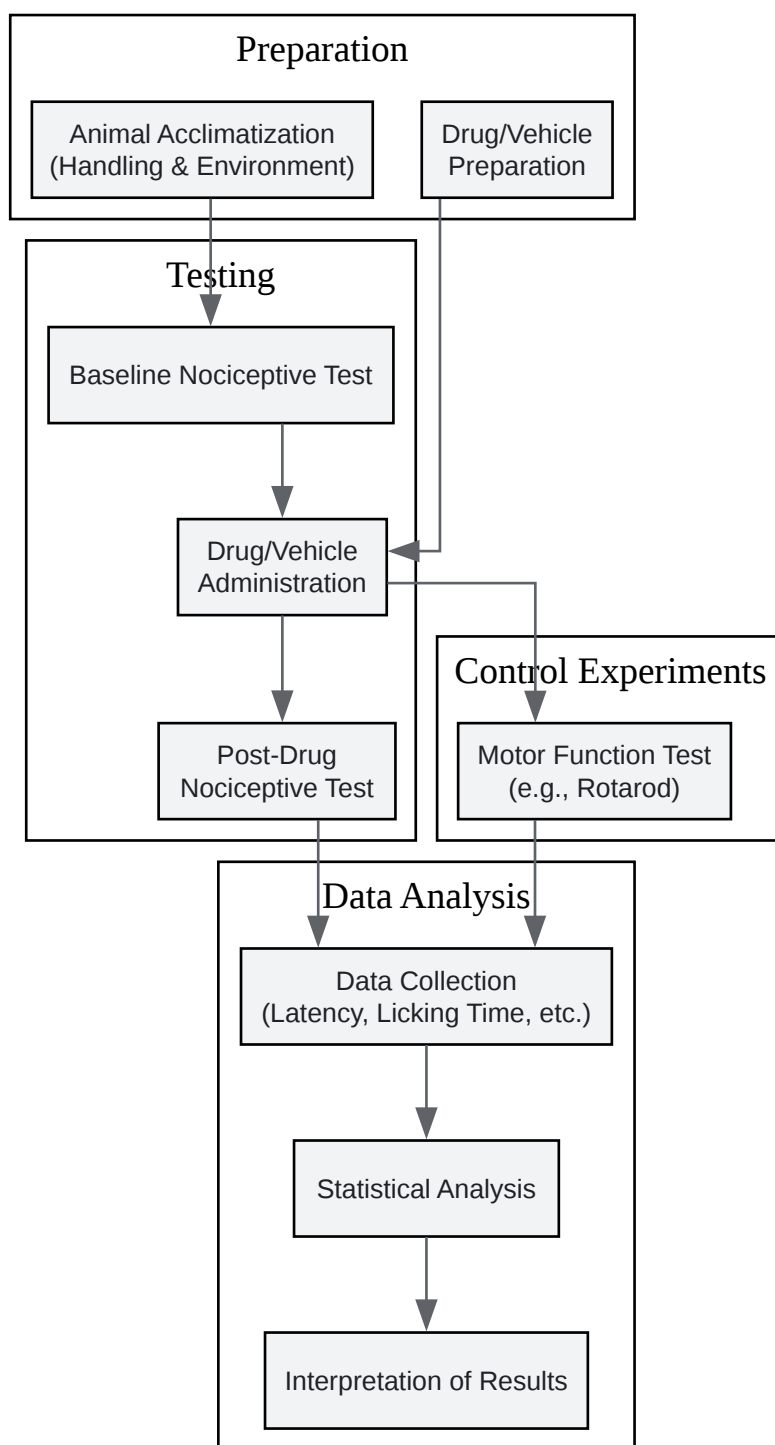 Preparation
Animal Acclimatization
(Handling & Environment)
Drug/Vehicle
Preparation
Testing
Baseline Nociceptive Test
Drug/Vehicle
Administration
Control Experiments
Post-Drug
Nociceptive Test
Motor Function Test
(e.g., Rotarod)
Data Analysis
Data Collection
(Latency, Licking Time, etc.)
Statistical Analysis
Interpretation of Results